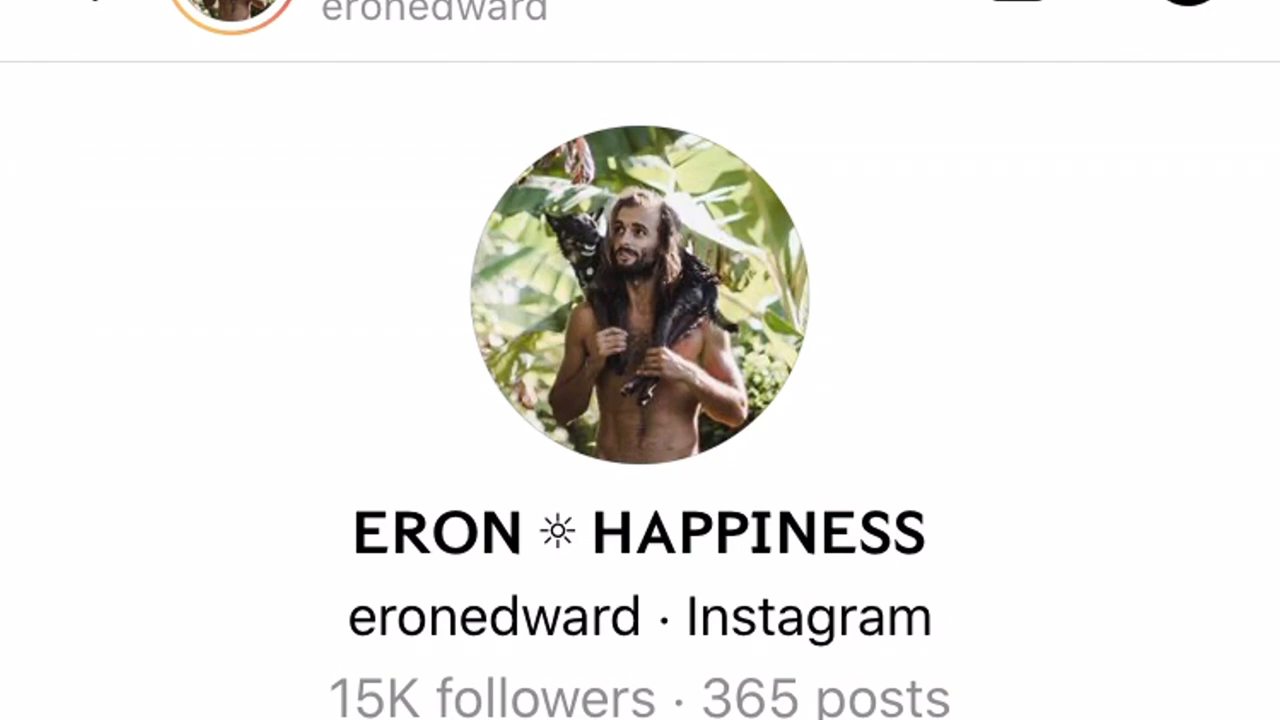 eronedward
ERON ☼ HAPPINESS
eronedward · Instagram
15K followers · 365 posts